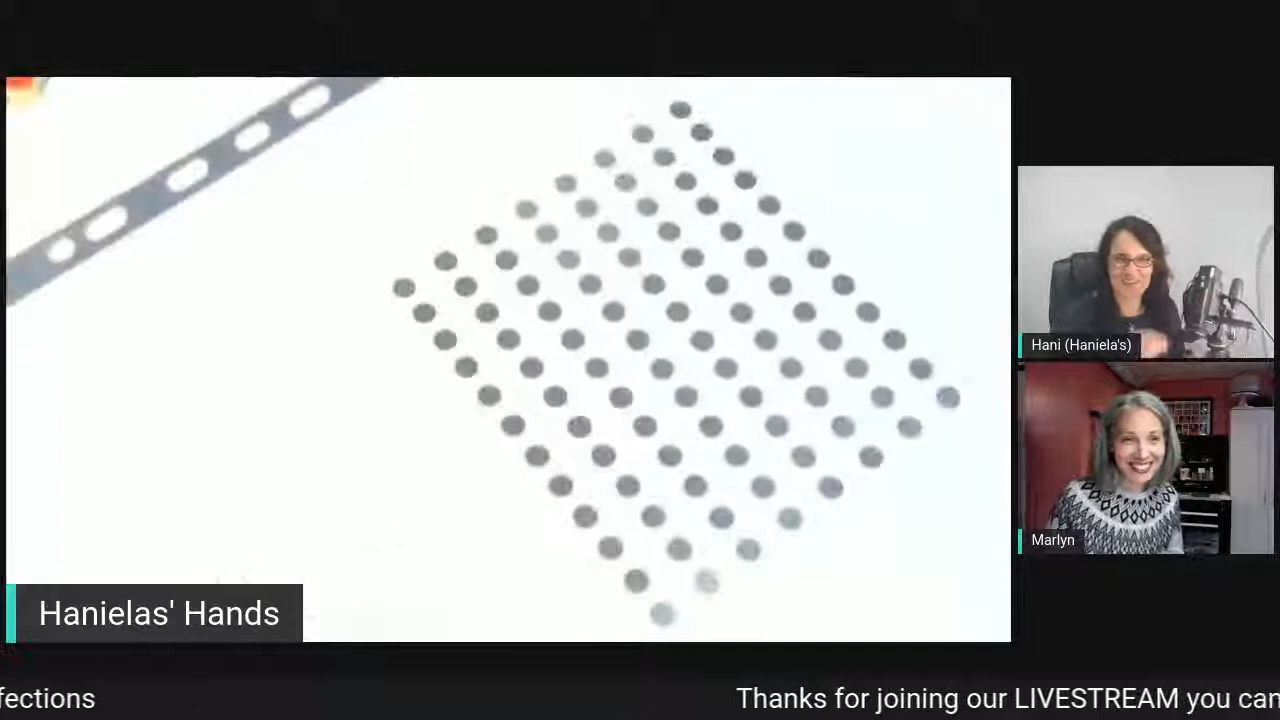 Hani (Haniela's)
Marlyn
Hanielas' Hands
fections
Thanks for joining our LIVESTREAM you can